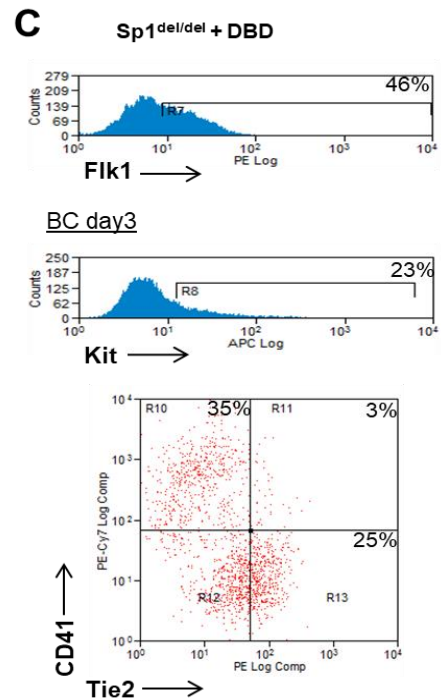 C
Sp1del/del + DBD
279
209
139
69
0
Counts
R7
46%
10⁰ 10¹ 10² 10³ 10⁴
PE Log
Flk1
BC day3
250
187
125
62
0
Counts
R8
23%
10⁰ 10¹ 10² 10³ 10⁴
APC Log
Kit
R10 35% R11 3%
10⁴
10³
10²
10¹
10⁰
PE-Cy7 Log Comp
25%
R12 R13
10⁰ 10¹ 10² 10³ 10⁴
PE Log Comp
CD41
Tie2